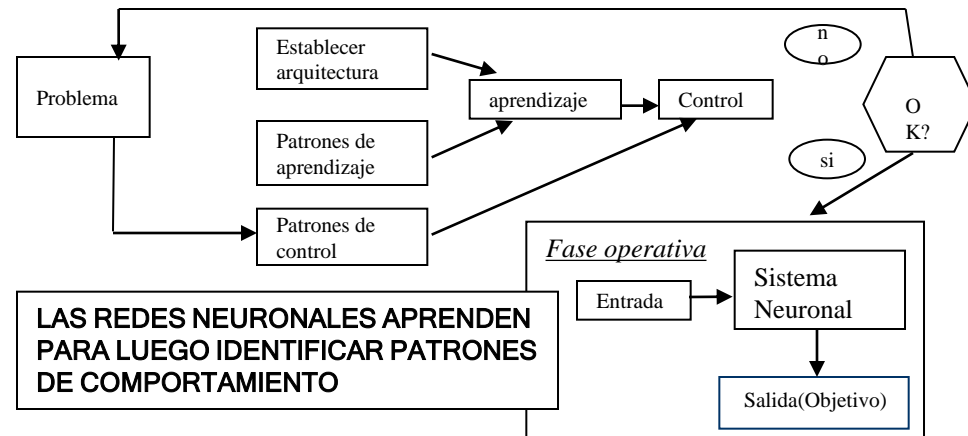 Establecer
arquitectura
n
o
Problema
aprendizaje
Control
O
K?
Patrones de
aprendizaje
si
Patrones de
control
Fase operativa
Entrada
Sistema
Neuronal
Salida(Objetivo)
LAS REDES NEURONALES APRENDEN
PARA LUEGO IDENTIFICAR PATRONES
DE COMPORTAMIENTO